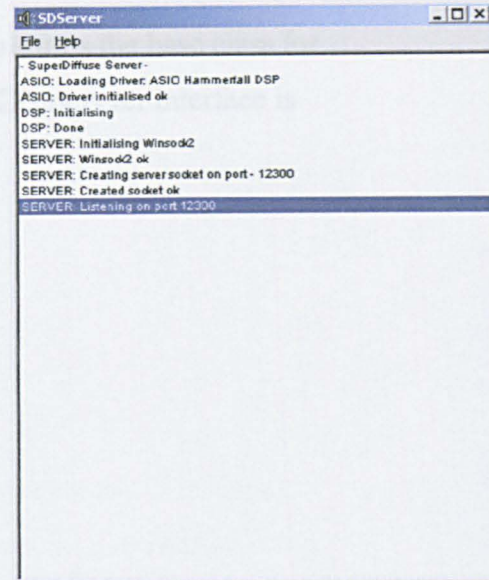 SDServer
File Help
- SuperDiffuse Server -
ASIO: Loading Driver: ASIO Hammerfall DSP
ASIO: Driver initialised ok
DSP: Initialising
DSP: Done
SERVER: Initialising Winsock2
SERVER: Winsock2 ok
SERVER: Creating server socket on port - 12300
SERVER: Created socket ok
SERVER: Listening on port 12300